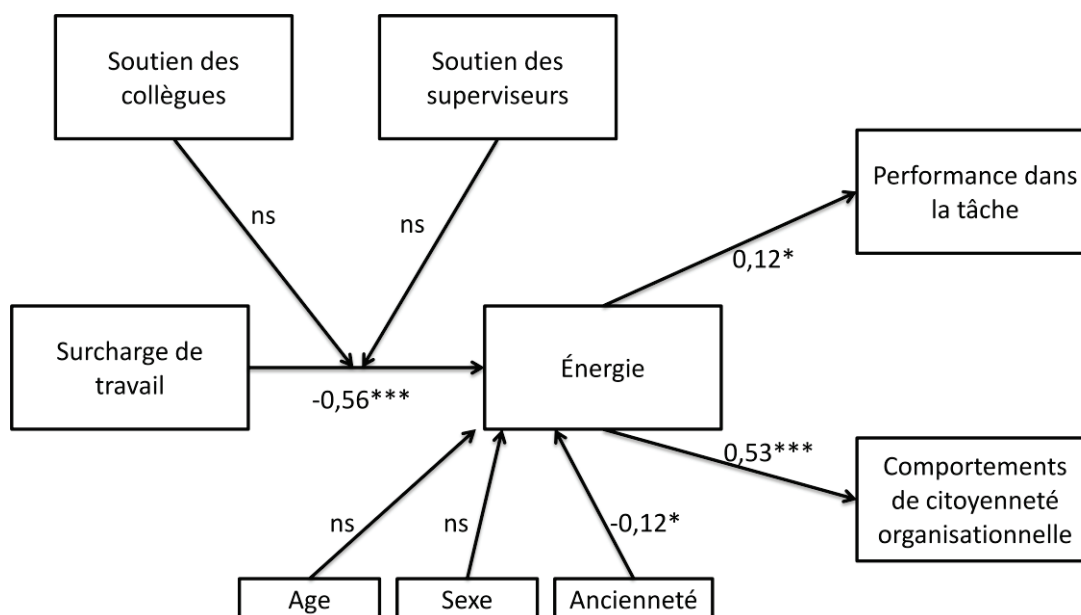 Soutien des
collègues
Soutien des
superviseurs
Performance dans
la tâche
ns
ns
0,12*
Surcharge de
travail
Énergie
-0,56***
0,53***
Comportements
de citoyenneté
organisationnelle
ns
ns
-0,12*
Age
Sexe
Ancienneté